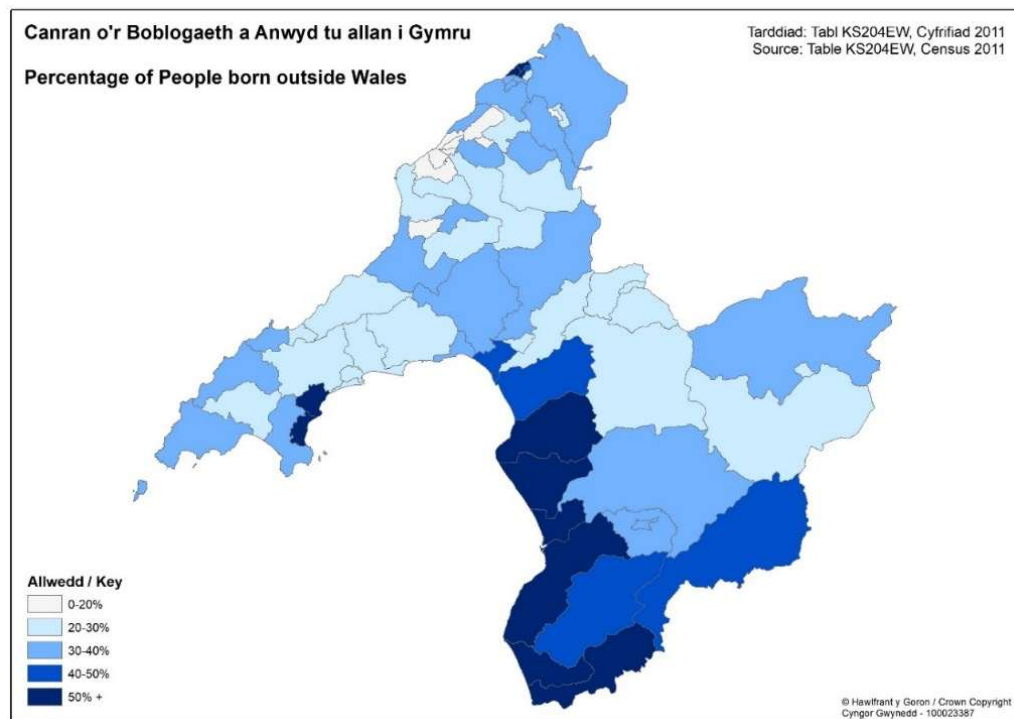 Canran o'r Boblogaeth a Anwyd tu allan i Gymru
Percentage of People born outside Wales
Tarddiad: Tabl KS204EW, Cyfrifiad 2011
Source: Table KS204EW, Census 2011
Allwedd / Key
0-20%
20-30%
30-40%
40-50%
50% +
© Hawlfraint y Goron / Crown Copyright
Cyngor Gwynedd - 100023387